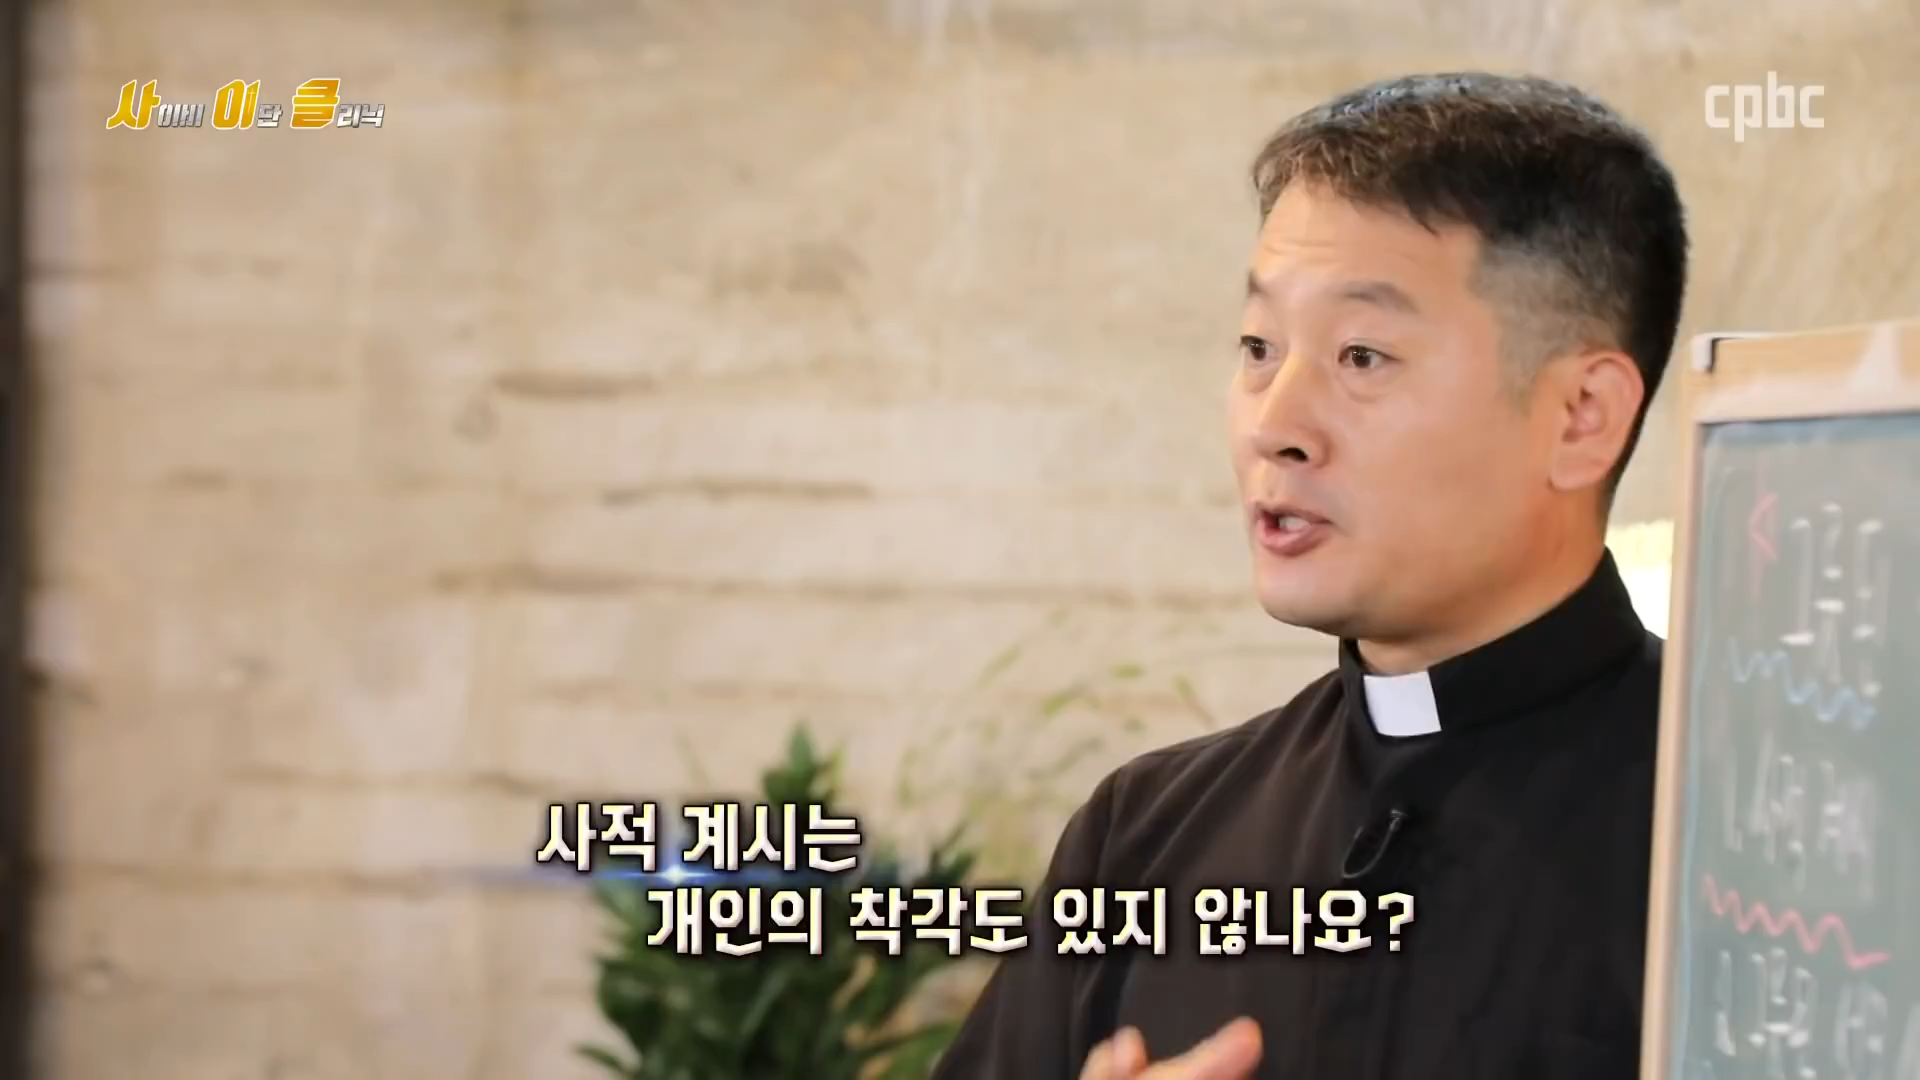 사이비 이단 클리닉
cpbc
사적 계시는
개인의 착각도 있지 않나요?